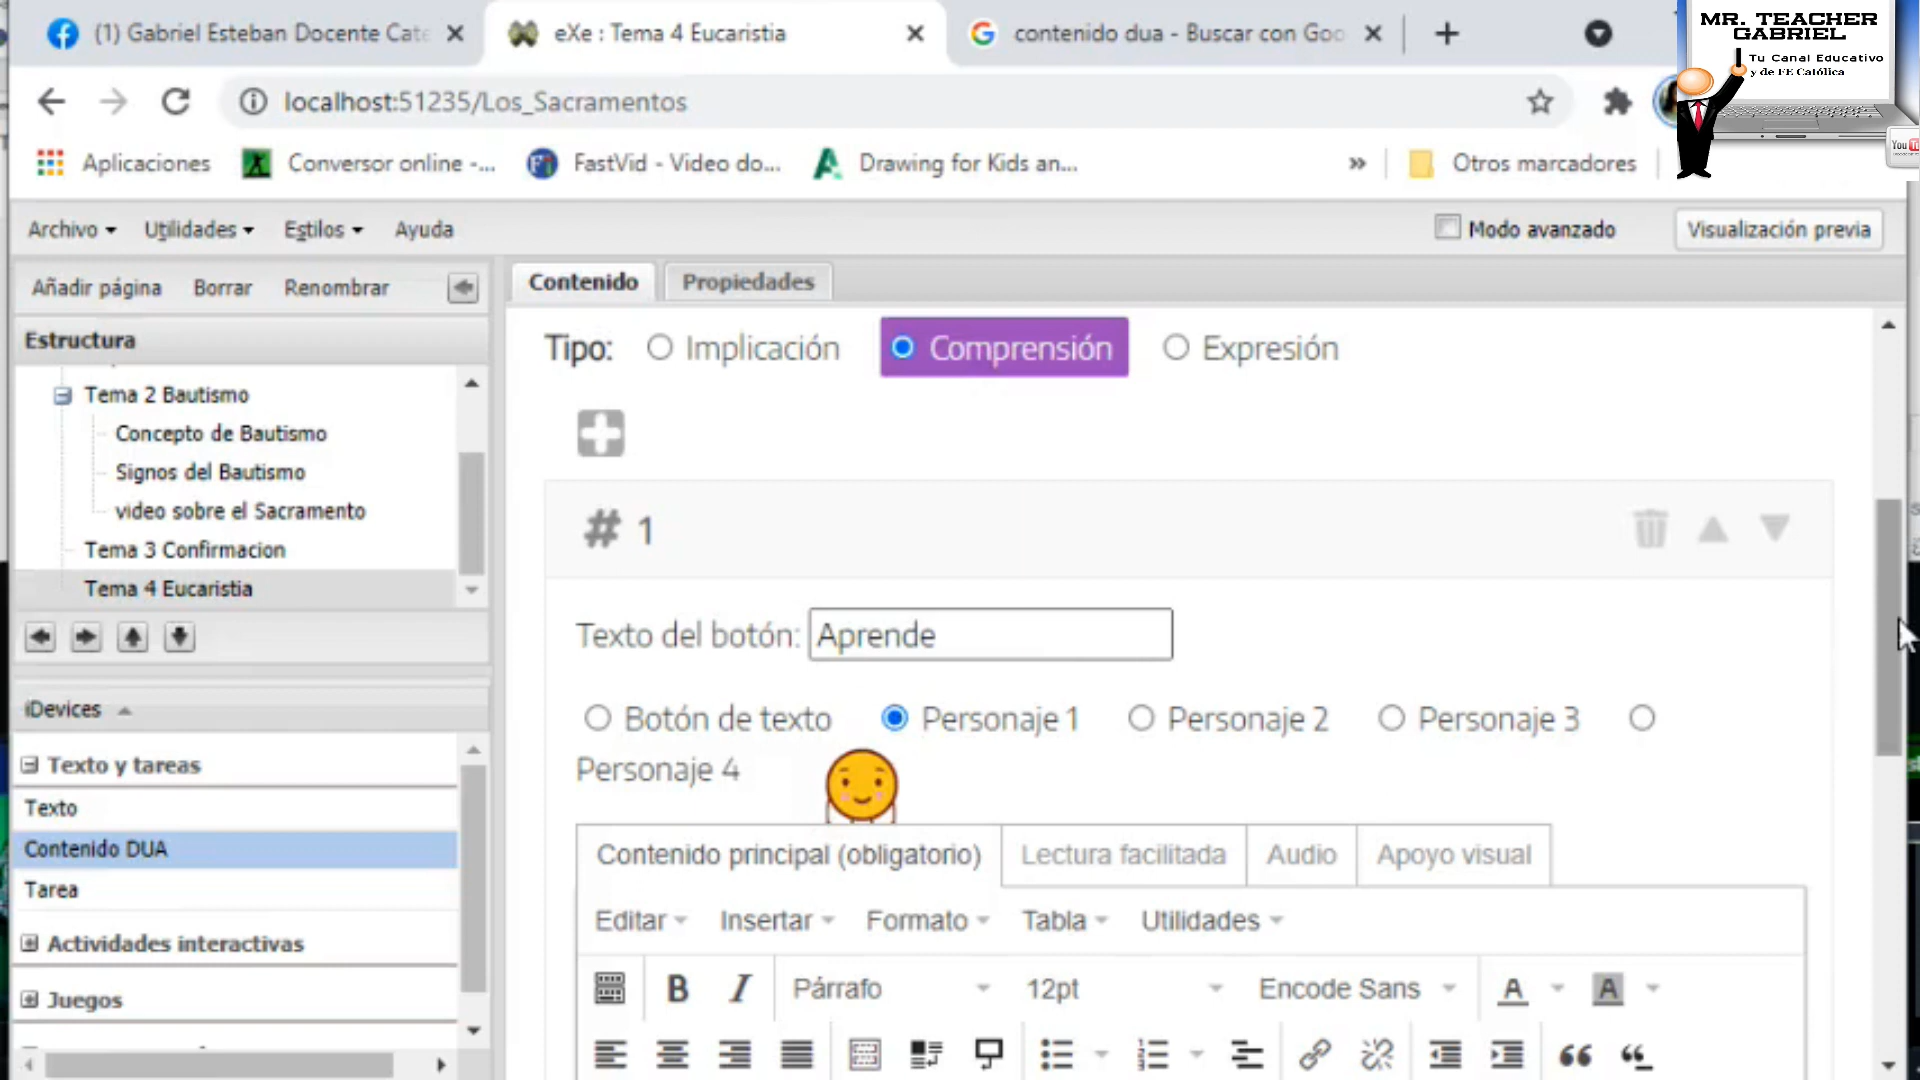 (1) Gabriel Esteban Docente Cate
eXe : Tema 4 Eucaristia
contenido dua - Buscar con Goo
MR. TEACHER
GABRIEL
Tu Canal Educativo
y de FE Católica
You
localhost:51235/Los_Sacramentos
Aplicaciones
Conversor online -...
FastVid - Video do...
Drawing for Kids an...
»
Otros marcadores
Archivo
Utilidades
Estilos
Ayuda
Modo avanzado
Visualización previa
Añadir página
Borrar
Renombrar
Contenido
Propiedades
Estructura
Tema 2 Bautismo
Concepto de Bautismo
Signos del Bautismo
video sobre el Sacramento
Tema 3 Confirmacion
Tema 4 Eucaristia
iDevices
Texto y tareas
Texto
Contenido DUA
Tarea
Actividades interactivas
Juegos
Tipo:
Implicación
Comprensión
Expresión
# 1
Texto del botón: Aprende
Botón de texto
Personaje 1
Personaje 2
Personaje 3
Personaje 4
Contenido principal (obligatorio)
Lectura facilitada
Audio
Apoyo visual
Editar
Insertar
Formato
Tabla
Utilidades
B
I
Párrafo
12pt
Encode Sans
A
A